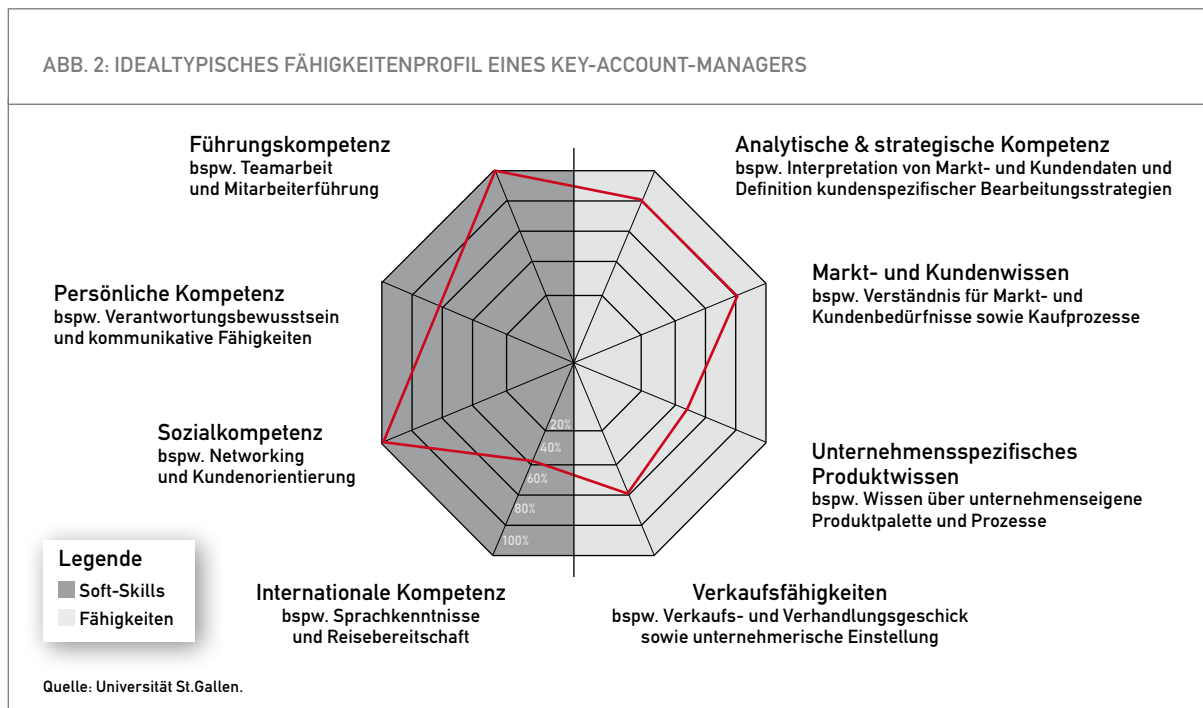 ABB. 2: IDEALTYPISCHES FÄHIGKEITENPROFIL EINES KEY-ACCOUNT-MANAGERS
Führungskompetenz
bspw. Teamarbeit
und Mitarbeiterführung
Analytische & strategische Kompetenz
bspw. Interpretation von Markt- und Kundendaten und
Definition kundenspezifischer Bearbeitungsstrategien
Persönliche Kompetenz
bspw. Verantwortungsbewusstsein
und kommunikative Fähigkeiten
Markt- und Kundenwissen
bspw. Verständnis für Markt- und
Kundenbedürfnisse sowie Kaufprozesse
Sozialkompetenz
bspw. Networking
und Kundenorientierung
Unternehmensspezifisches
Produktwissen
bspw. Wissen über unternehmenseigene
Produktpalette und Prozesse
20%
40%
60%
80%
100%
Internationale Kompetenz
bspw. Sprachkenntnisse
und Reisebereitschaft
Verkaufsfähigkeiten
bspw. Verkaufs- und Verhandlungsgeschick
sowie unternehmerische Einstellung
Legende
Soft-Skills
Fähigkeiten
Quelle: Universität St.Gallen.